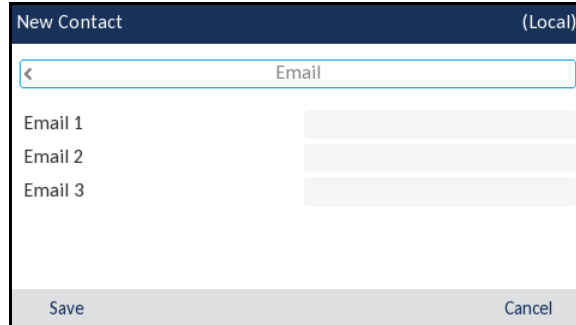 New Contact (Local)
< Email
Email 1
Email 2
Email 3
Save Cancel